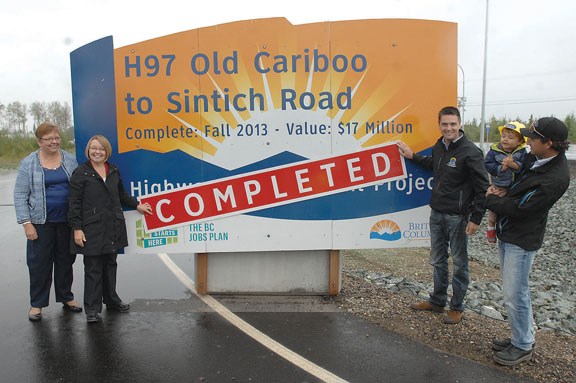 H97 Old Cariboo
to Sintich Road
Complete: Fall 2013 - Value: $17 Million
COMPLETED
STARTS
HERE
THE BC
JOBS PLAN